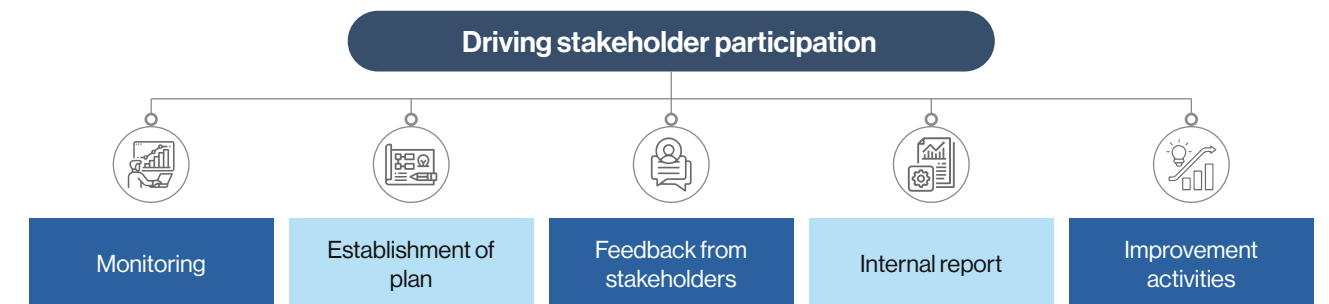 Driving stakeholder participation
Monitoring
Establishment of
plan
Feedback from
stakeholders
Internal report
Improvement
activities